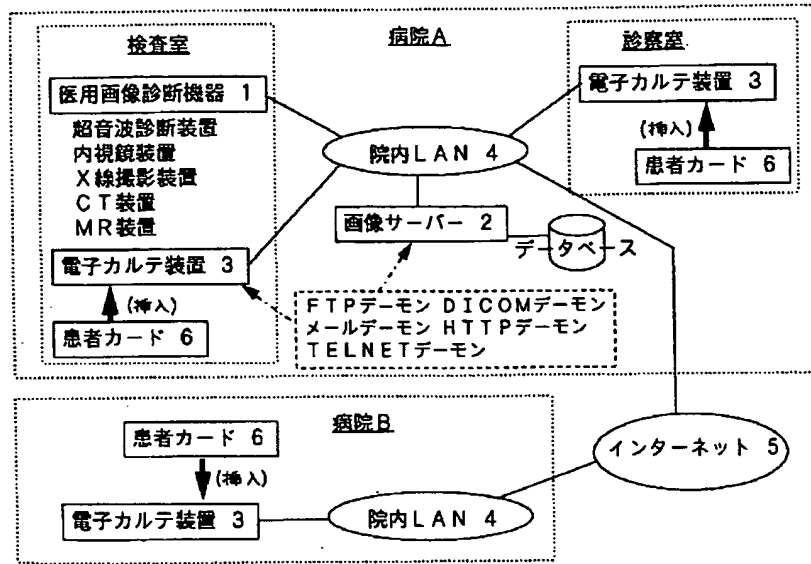 病院A
検査室
医用画像診断機器 1
超音波診断装置
内視鏡装置
X線撮影装置
CT装置
MR装置
電子カルテ装置 3
(挿入)
患者カード 6
院内LAN 4
画像サーバー 2
データベース
FTPデーモン DICOMデーモン
メールデーモン HTTPデーモン
TELNETデーモン
診察室
電子カルテ装置 3
(挿入)
患者カード 6
病院B
患者カード 6
(挿入)
電子カルテ装置 3
院内LAN 4
インターネット 5